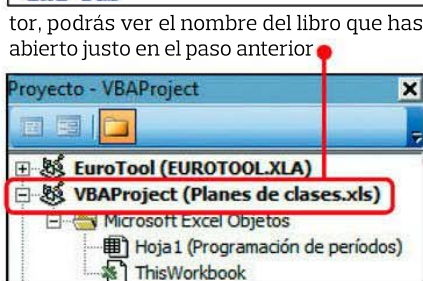 tor, podrás ver el nombre del libro que has
abierto justo en el paso anterior
Proyecto - VBAProject
EuroTool (EUROTOOL.XLA)
VBAProject (Planes de clases.xls)
Microsoft Excel Objetos
Hoja1 (Programación de períodos)
ThisWorkbook